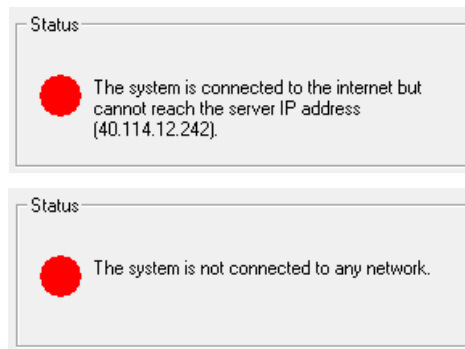 Status
The system is connected to the internet but
cannot reach the server IP address
(40.114.12.242).
Status
The system is not connected to any network.